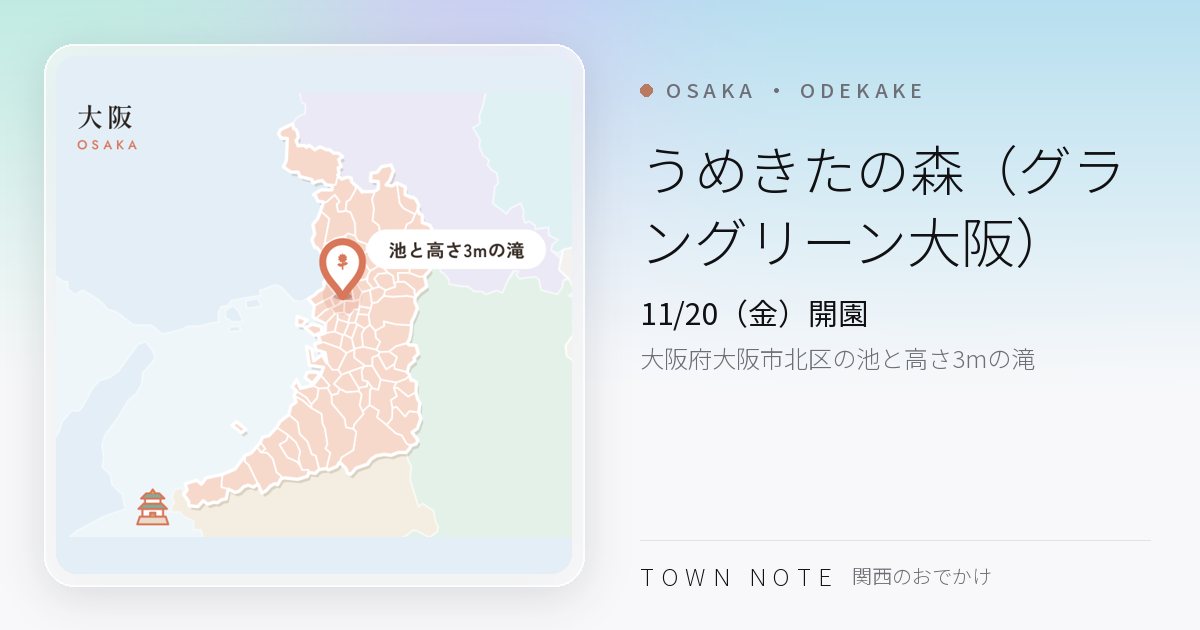 大阪
OSAKA
池と高さ3mの滝
OSAKA • ODEKAKE
うめきたの森（グラ
ングリーン大阪）
11/20（金）開園
大阪府大阪市北区の池と高さ3mの滝
TOWN NOTE 関西のおでかけ